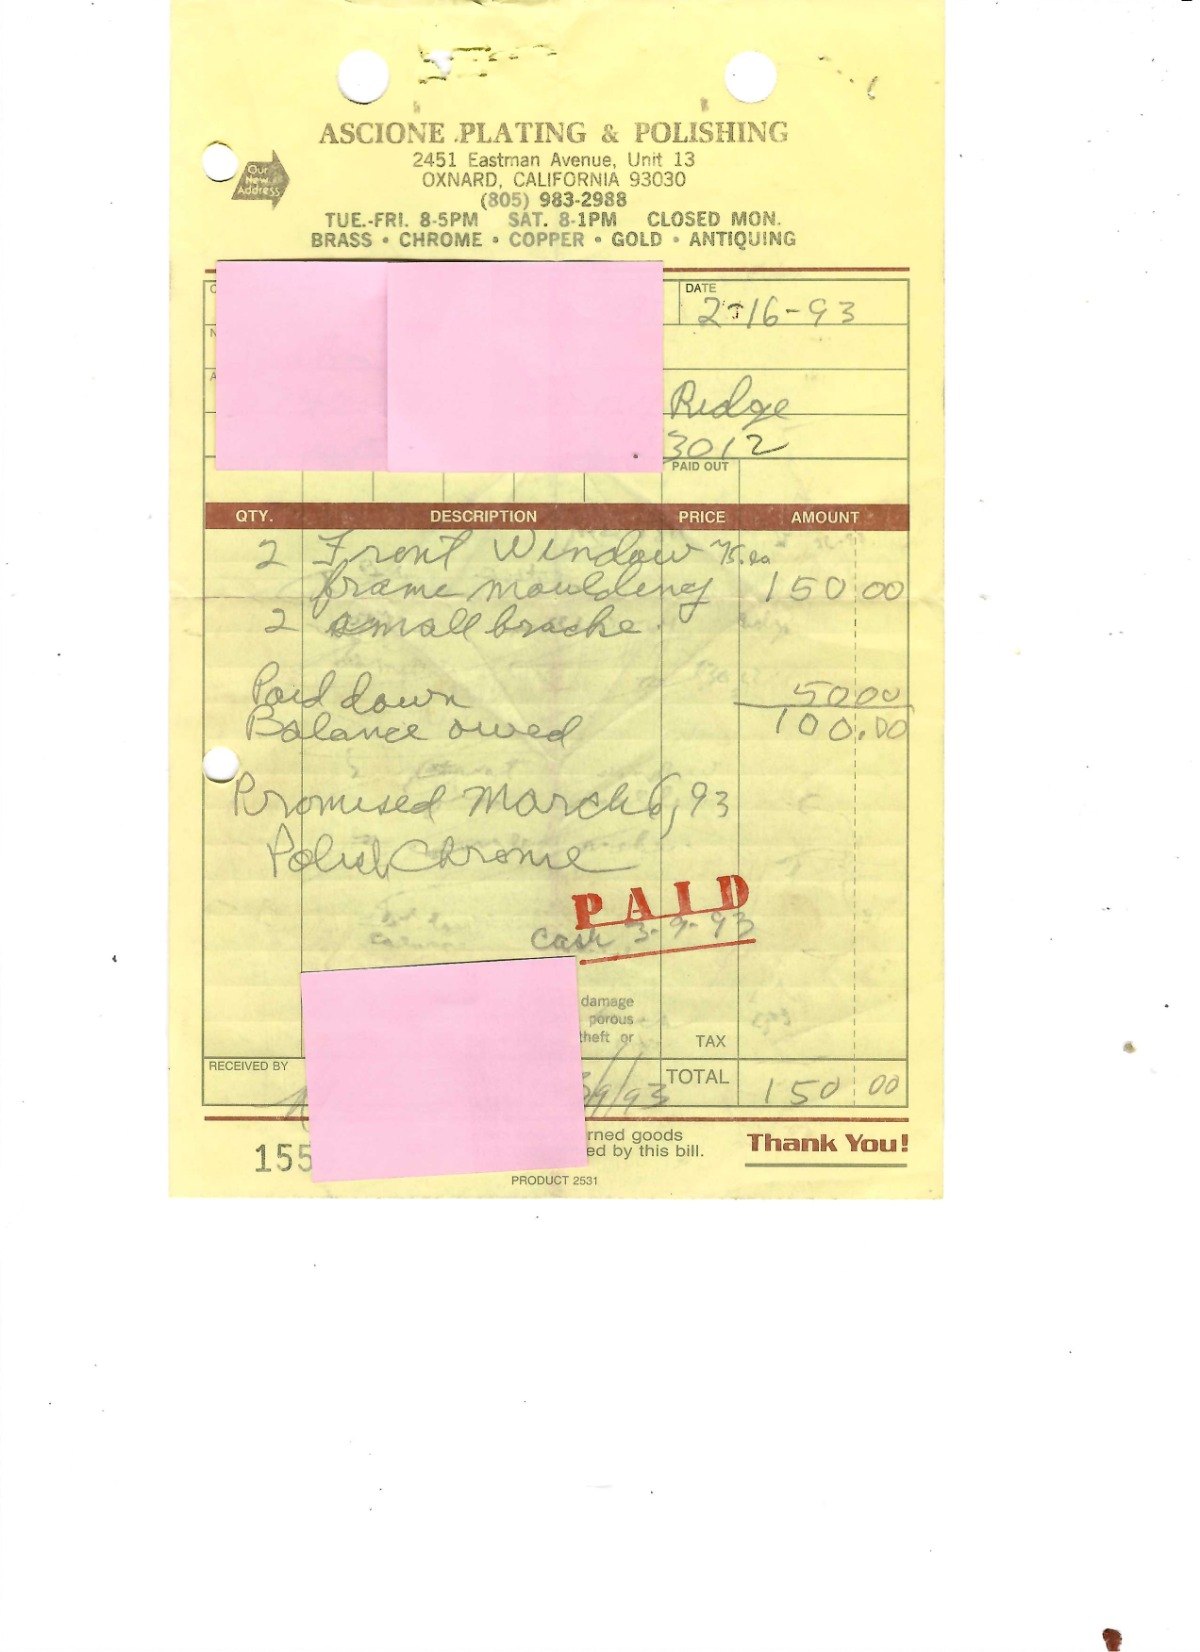 ASCIONE PLATING & POLISHING
2451 Eastman Avenue, Unit 13
OXNARD, CALIFORNIA 93030
(805) 983-2988
TUE.-FRI. 8-5PM SAT. 8-1PM CLOSED MON.
BRASS • CHROME • COPPER • GOLD • ANTIQUING
Our
New
Address
DATE
2-16-93
Ridge
3012
PAID OUT
QTY. DESCRIPTION PRICE AMOUNT
2 Front Window 75.ea
frame moulding 150 00
2 small bracke.
Paid down 50 00
Balance owed 100.00
Promised March 6, 93
Polish Chrome
PAID
Cash 3-9-93
damage
porous
theft or
TAX
RECEIVED BY
3/9/93
TOTAL 150 00
155
rned goods
ed by this bill.
Thank You!
PRODUCT 2531